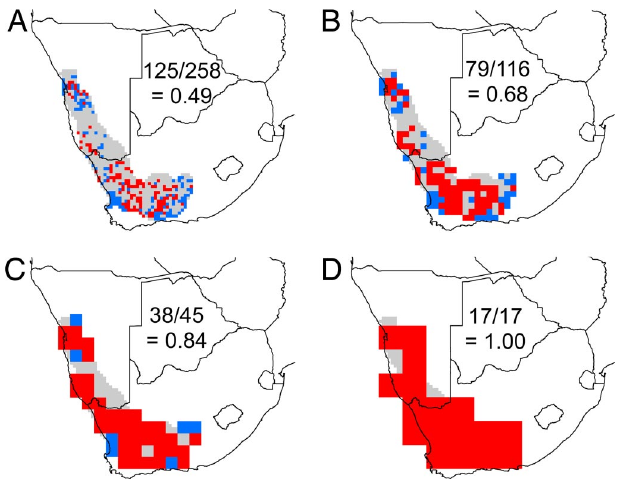 A
125/258
= 0.49
B
79/116
= 0.68
C
38/45
= 0.84
D
17/17
= 1.00